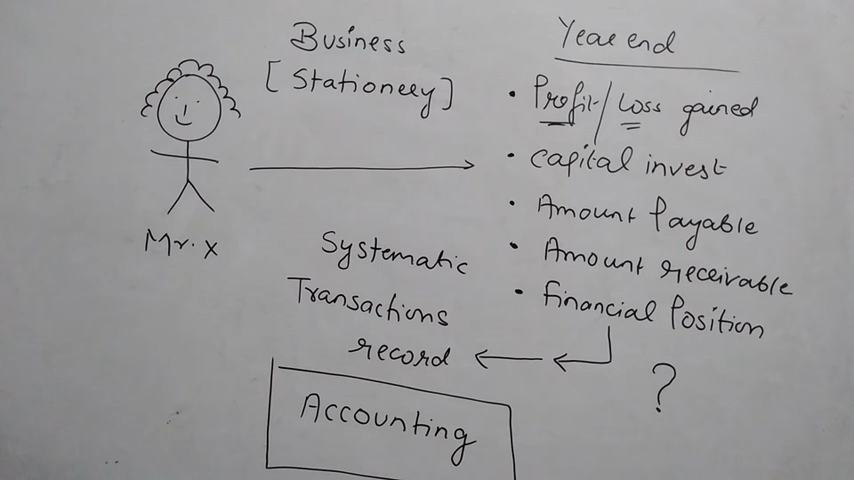 Business
[Stationery]
Mr. X
Year end
• Profit/Loss gained
• Capital invest
• Amount Payable
• Amount receivable
• Financial Position
?
Systematic
Transactions
record
Accounting